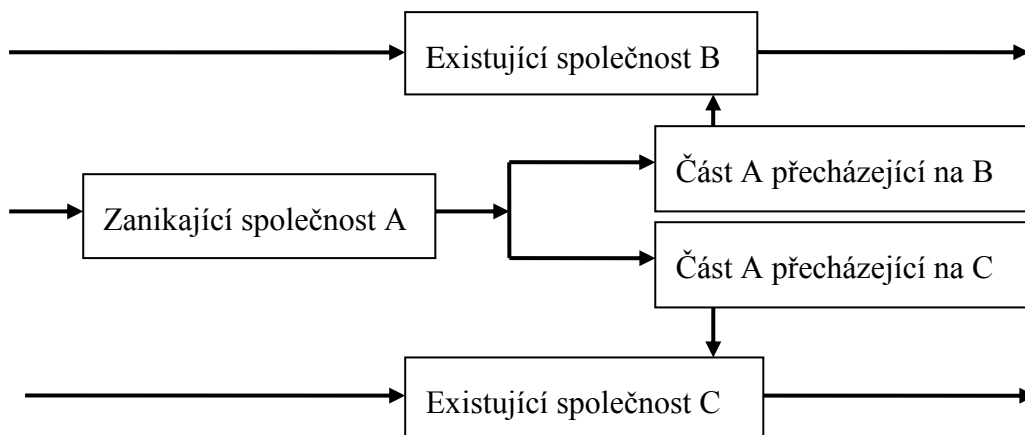 Existující společnost B
Část A přecházející na B
Zanikající společnost A
Část A přecházející na C
Existující společnost C